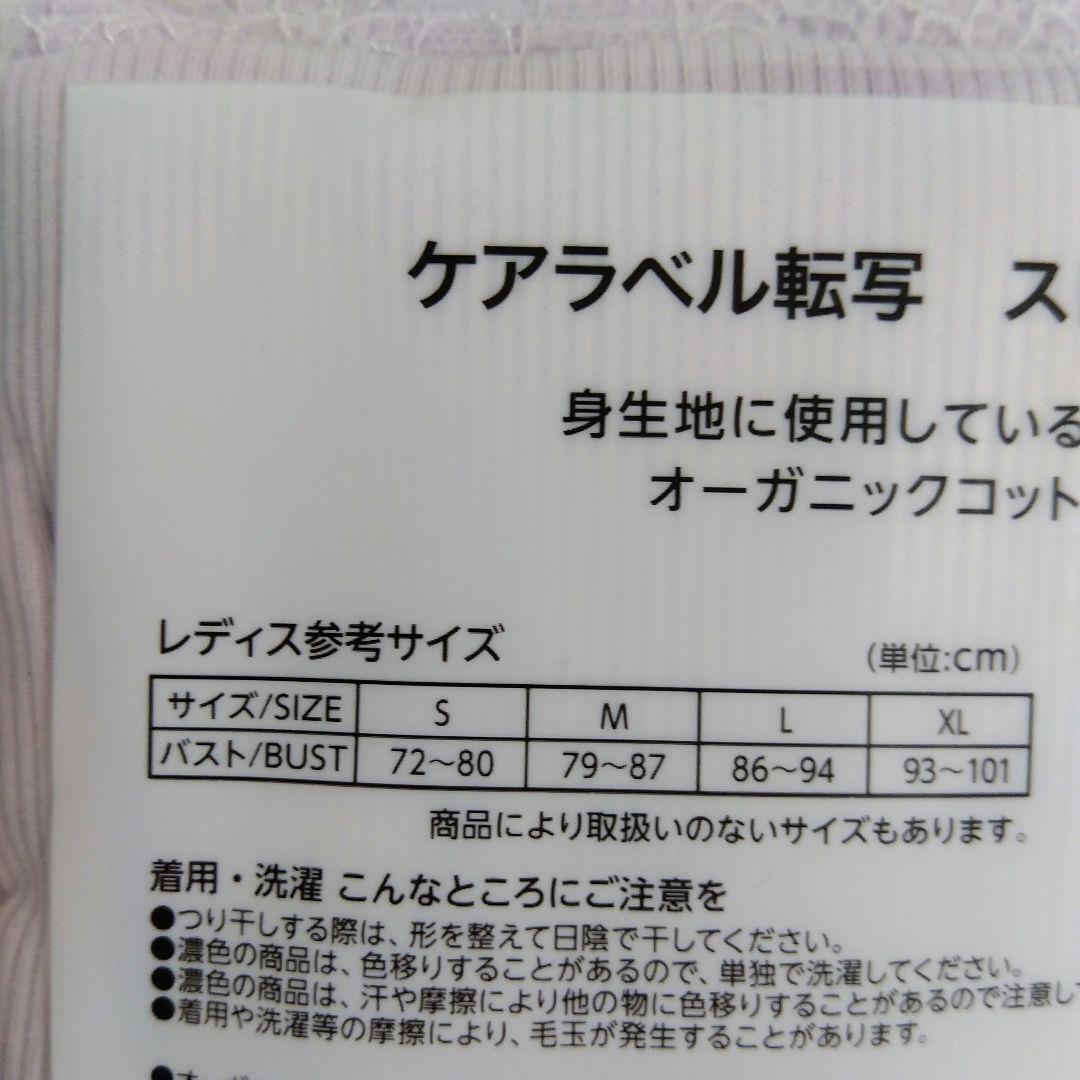 ケアラベル転写　ス
身生地に使用している
オーガニックコット
レディス参考サイズ
(単位:cm)
サイズ/SIZE S M L XL
バスト/BUST 72〜80 79〜87 86〜94 93〜101
商品により取扱いのないサイズもあります。
着用・洗濯 こんなところにご注意を
●つり干しする際は、形を整えて日陰で干してください。
●濃色の商品は、色移りすることがあるので、単独で洗濯してください。
●濃色の商品は、汗や摩擦により他の物に色移りすることがあるので注意し
●着用や洗濯等の摩擦により、毛玉が発生することがあります。